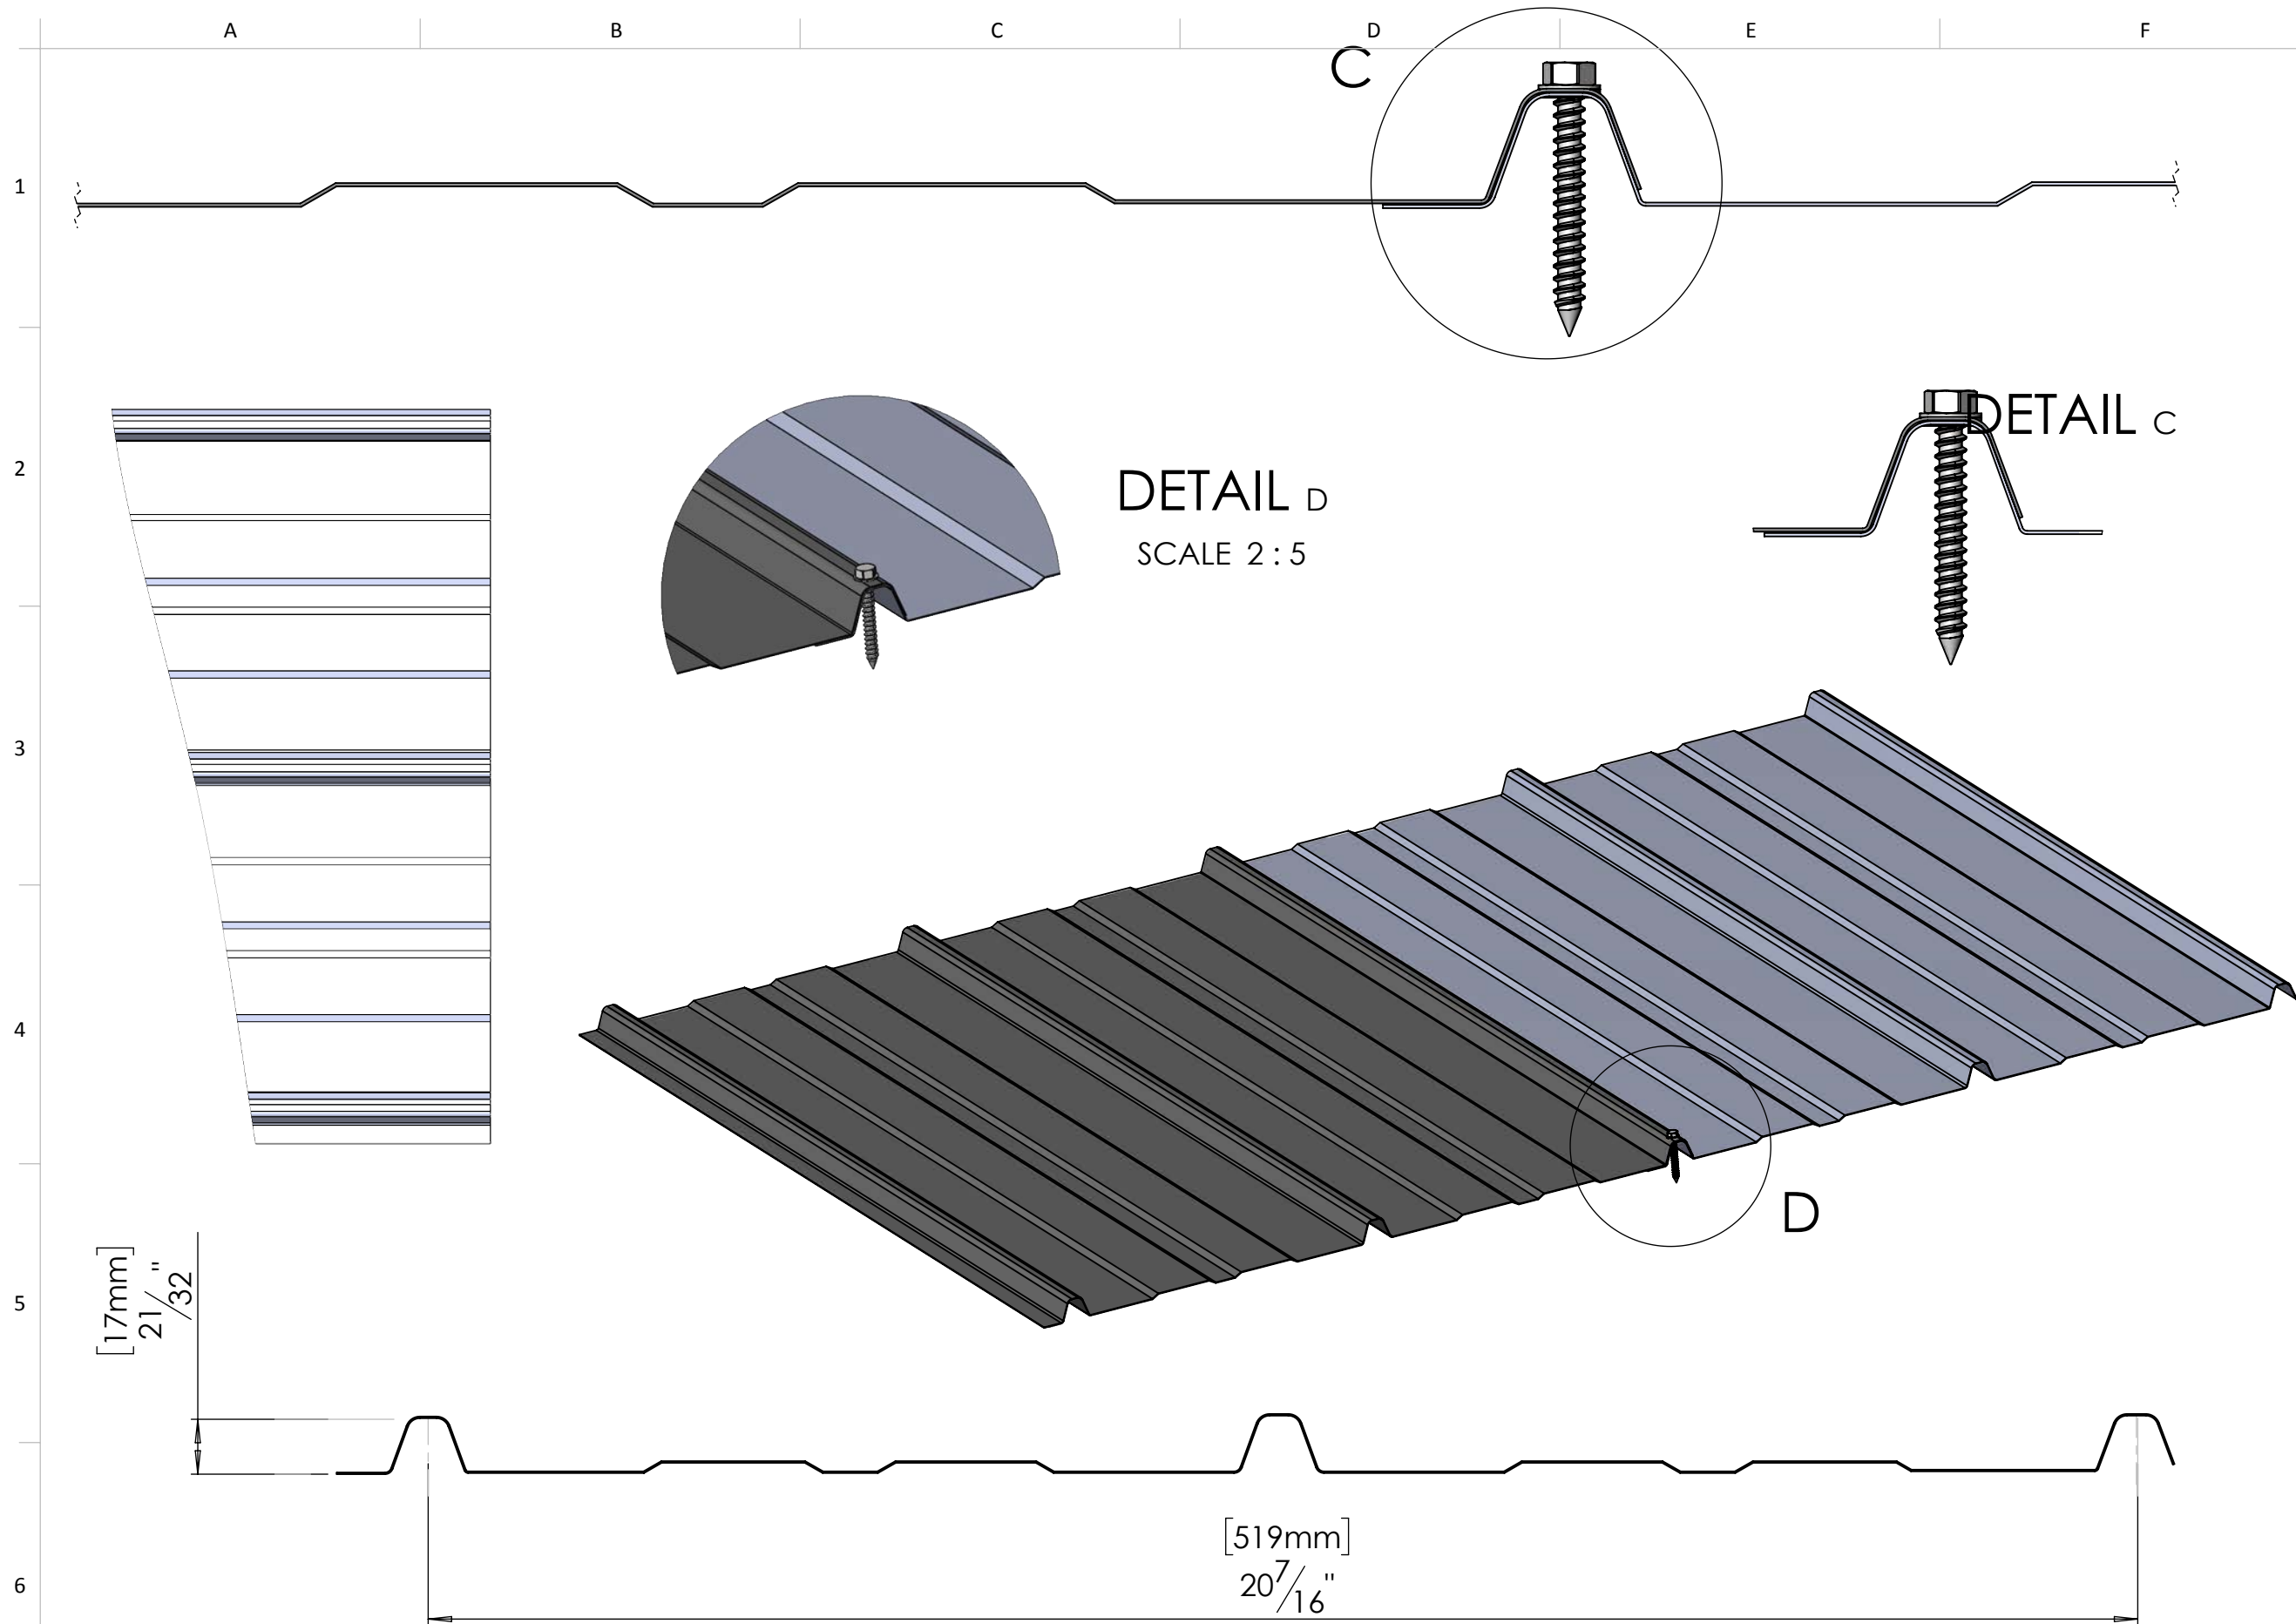 A B C D E F
C
1
DETAIL C
2
DETAIL D
SCALE 2 : 5
3
4
D
[17mm]
21/32"
5
[519mm]
20 7/16"
6